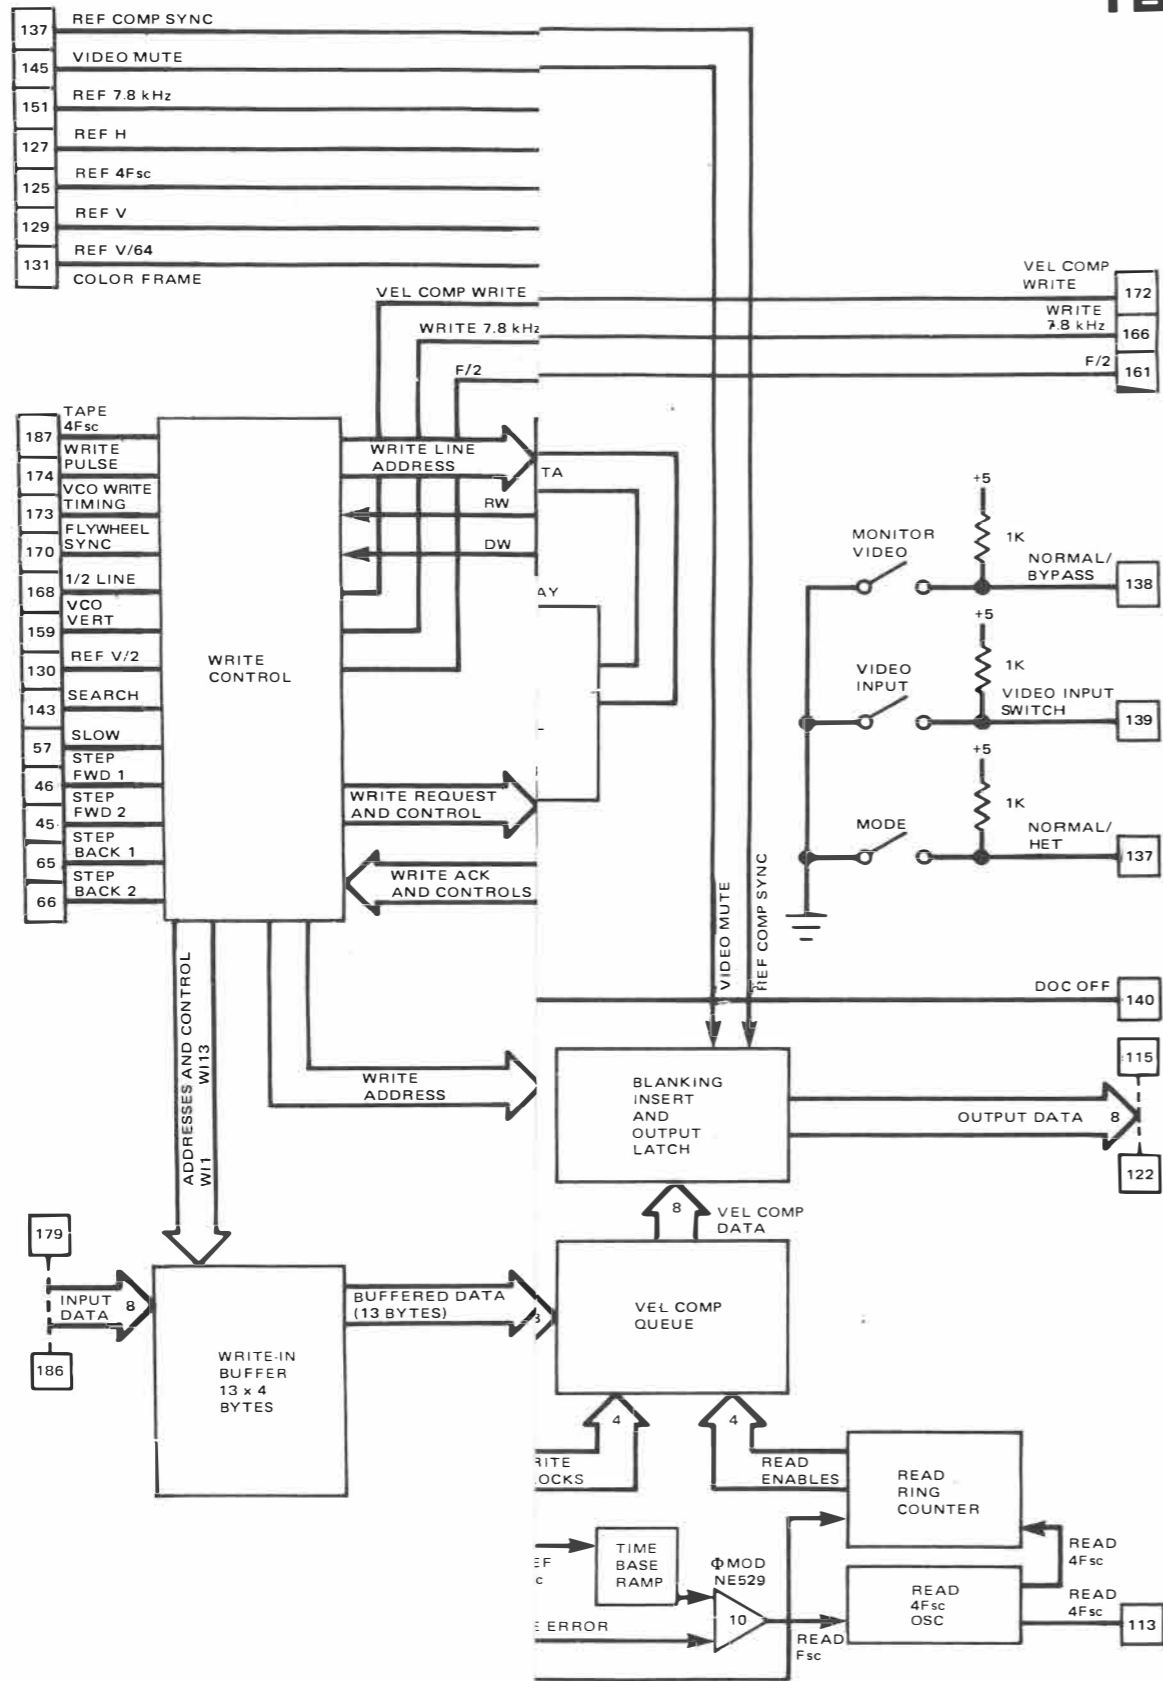 137 REF COMP SYNC
145 VIDEO MUTE
151 REF 7.8 kHz
127 REF H
125 REF 4Fsc
129 REF V
131 REF V/64
COLOR FRAME
VEL COMP WRITE
WRITE 7.8 kHz
F/2
VEL COMP
WRITE
172
WRITE
7.8 kHz
166
F/2
161
187 TAPE
4Fsc
174 WRITE
PULSE
173 VCO WRITE
TIMING
170 FLYWHEEL
SYNC
168 1/2 LINE
159 VCO
VERT
130 REF V/2
143 SEARCH
57 SLOW
46 STEP
FWD 1
45 STEP
FWD 2
65 STEP
BACK 1
66 STEP
BACK 2
WRITE
CONTROL
WRITE LINE
ADDRESS
RW
DW
WRITE REQUEST
AND CONTROL
WRITE ACK
AND CONTROLS
TA
AY
VIDEO MUTE
REF COMP SYNC
+5
1K
MONITOR
VIDEO
NORMAL/
BYPASS
138
+5
1K
VIDEO
INPUT
VIDEO INPUT
SWITCH
139
+5
1K
MODE
NORMAL/
HET
137
DOC OFF
140
ADDRESSES AND CONTROL
WI1 WI13
WRITE
ADDRESS
BLANKING
INSERT
AND
OUTPUT
LATCH
OUTPUT DATA 8
115
122
8
VEL COMP
DATA
179
INPUT
DATA
8
186
WRITE-IN
BUFFER
13 x 4
BYTES
BUFFERED DATA
(13 BYTES)
VEL COMP
QUEUE
4
4
RITE
OCKS
READ
ENABLES
READ
RING
COUNTER
EF
c
TIME
BASE
RAMP
ΦMOD
NE529
10
E ERROR
READ
Fsc
READ
4Fsc
OSC
READ
4Fsc
READ
4Fsc
113